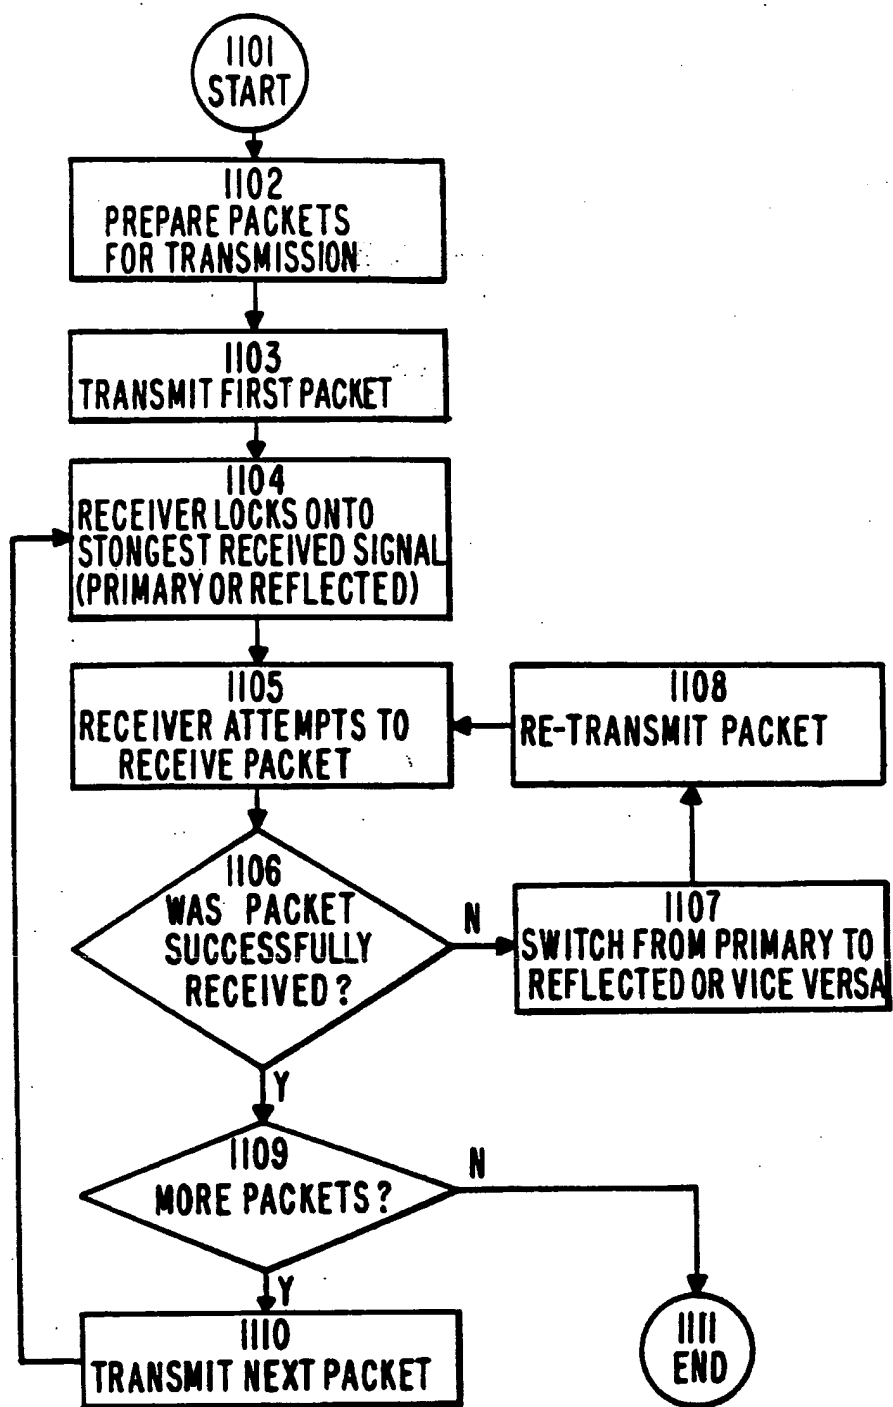 1101
START
1102
PREPARE PACKETS
FOR TRANSMISSION
1103
TRANSMIT FIRST PACKET
1104
RECEIVER LOCKS ONTO
STONGEST RECEIVED SIGNAL
(PRIMARY OR REFLECTED)
1105
RECEIVER ATTEMPTS TO
RECEIVE PACKET
1108
RE-TRANSMIT PACKET
1106
WAS PACKET
SUCCESSFULLY
RECEIVED?
N
1107
SWITCH FROM PRIMARY TO
REFLECTED OR VICE VERSA
Y
1109
MORE PACKETS?
N
Y
1110
TRANSMIT NEXT PACKET
1111
END